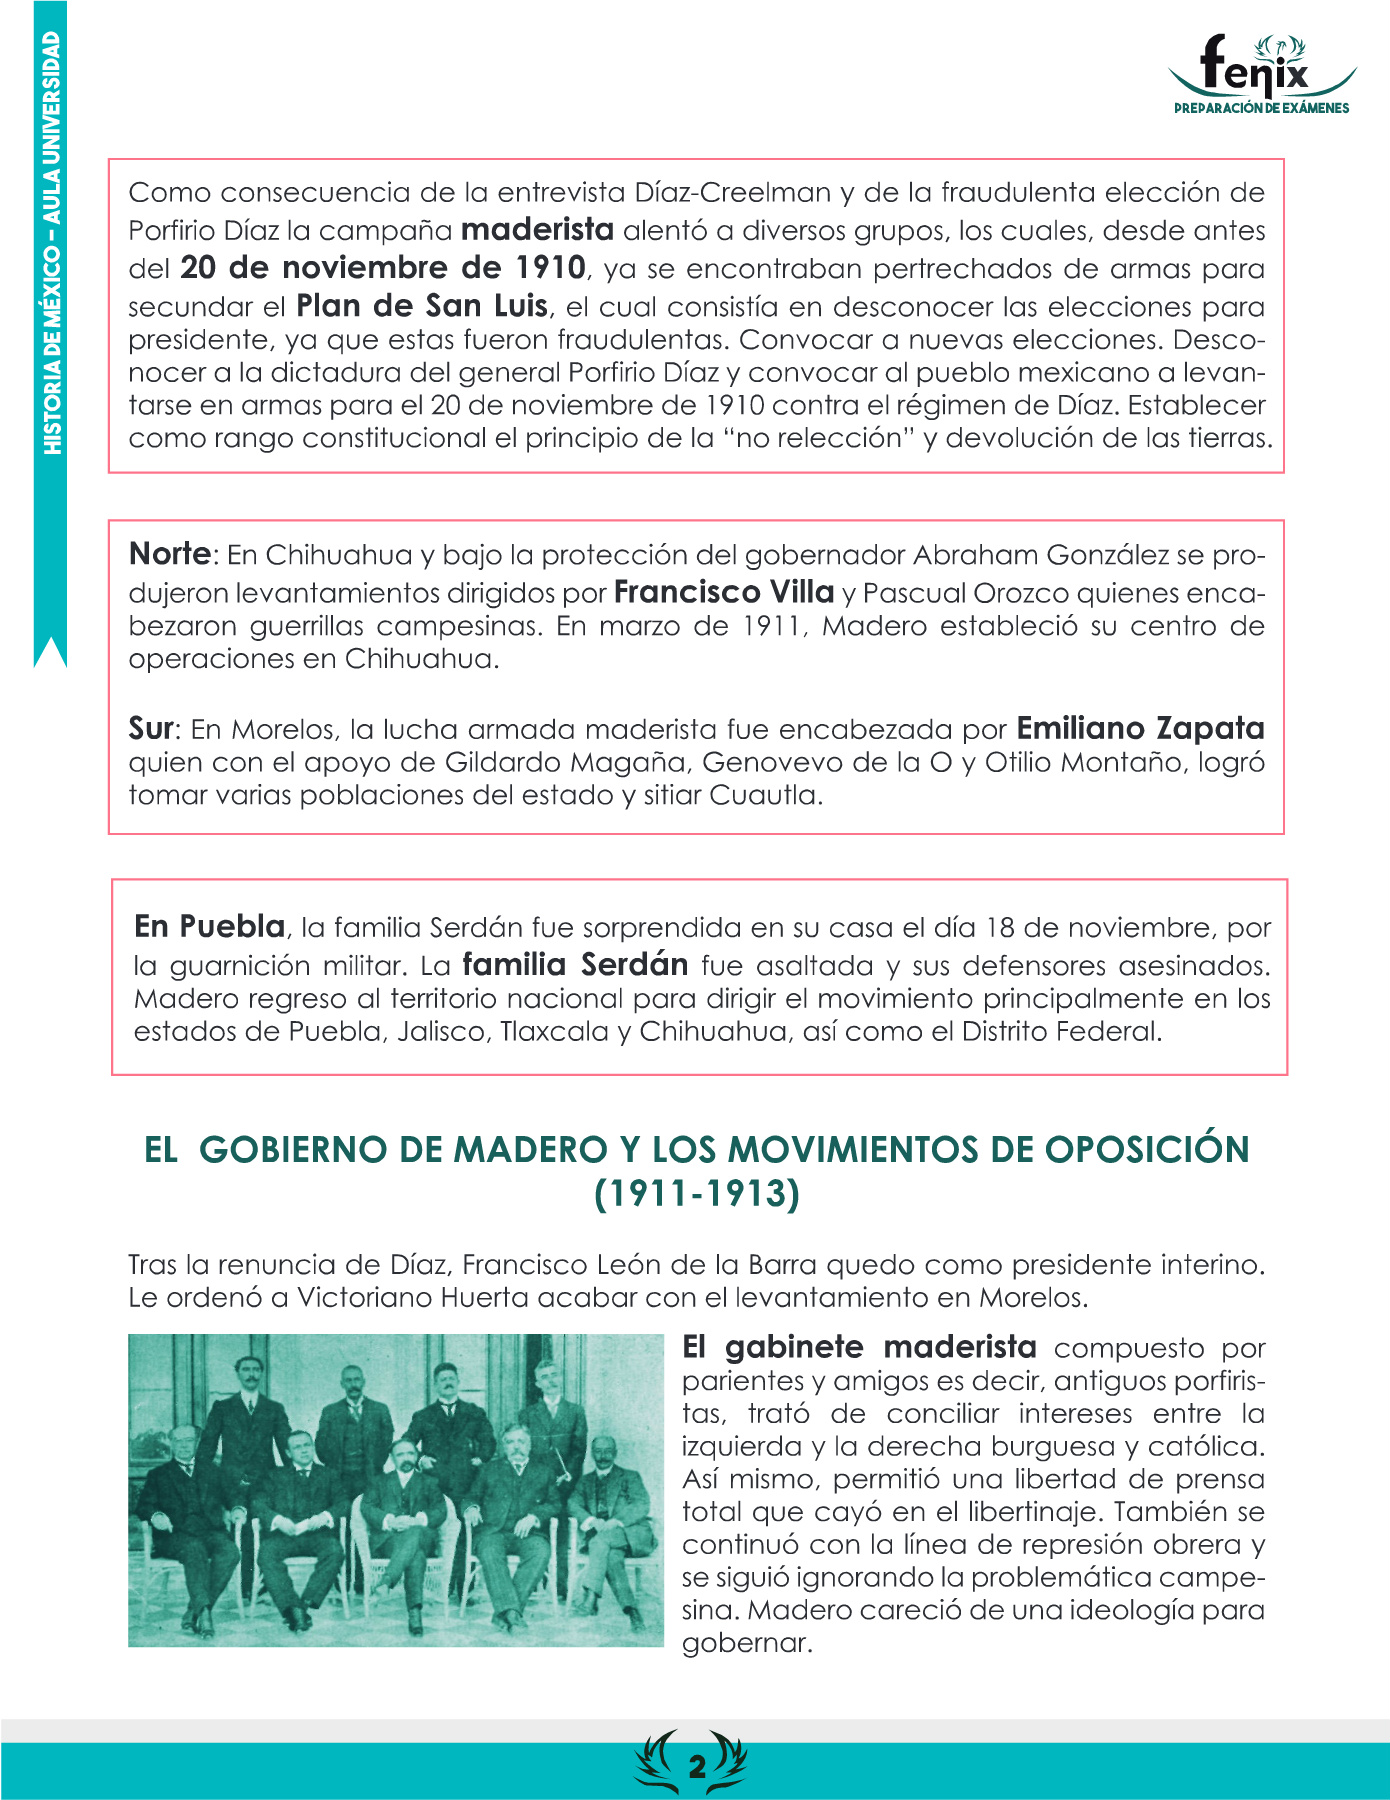 HISTORIA DE MÉXICO - AULA UNIVERSIDAD
fenix
PREPARACIÓN DE EXÁMENES
Como consecuencia de la entrevista Díaz-Creelman y de la fraudulenta elección de
Porfirio Díaz la campaña maderista alentó a diversos grupos, los cuales, desde antes
del 20 de noviembre de 1910, ya se encontraban pertrechados de armas para
secundar el Plan de San Luis, el cual consistía en desconocer las elecciones para
presidente, ya que estas fueron fraudulentas. Convocar a nuevas elecciones. Desco-
nocer a la dictadura del general Porfirio Díaz y convocar al pueblo mexicano a levan-
tarse en armas para el 20 de noviembre de 1910 contra el régimen de Díaz. Establecer
como rango constitucional el principio de la “no relección” y devolución de las tierras.
Norte: En Chihuahua y bajo la protección del gobernador Abraham González se pro-
dujeron levantamientos dirigidos por Francisco Villa y Pascual Orozco quienes enca-
bezaron guerrillas campesinas. En marzo de 1911, Madero estableció su centro de
operaciones en Chihuahua.
Sur: En Morelos, la lucha armada maderista fue encabezada por Emiliano Zapata
quien con el apoyo de Gildardo Magaña, Genovevo de la O y Otilio Montaño, logró
tomar varias poblaciones del estado y sitiar Cuautla.
En Puebla, la familia Serdán fue sorprendida en su casa el día 18 de noviembre, por
la guarnición militar. La familia Serdán fue asaltada y sus defensores asesinados.
Madero regreso al territorio nacional para dirigir el movimiento principalmente en los
estados de Puebla, Jalisco, Tlaxcala y Chihuahua, así como el Distrito Federal.
EL GOBIERNO DE MADERO Y LOS MOVIMIENTOS DE OPOSICIÓN
(1911-1913)
Tras la renuncia de Díaz, Francisco León de la Barra quedo como presidente interino.
Le ordenó a Victoriano Huerta acabar con el levantamiento en Morelos.
El gabinete maderista compuesto por
parientes y amigos es decir, antiguos porfiris-
tas, trató de conciliar intereses entre la
izquierda y la derecha burguesa y católica.
Así mismo, permitió una libertad de prensa
total que cayó en el libertinaje. También se
continuó con la línea de represión obrera y
se siguió ignorando la problemática campe-
sina. Madero careció de una ideología para
gobernar.
2